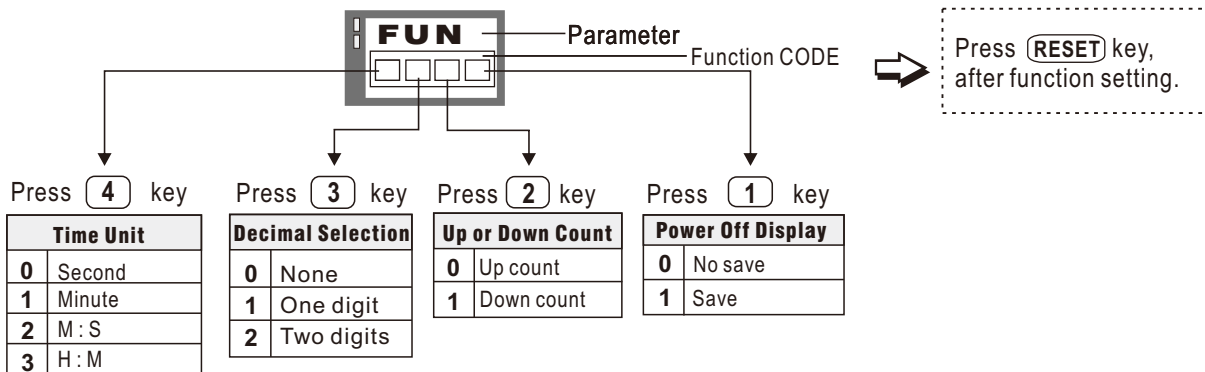 FUN
Parameter
Function CODE
Press RESET key,
after function setting.
Press 4 key
Time Unit
0 Second
1 Minute
2 M : S
3 H : M
Press 3 key
Decimal Selection
0 None
1 One digit
2 Two digits
Press 2 key
Up or Down Count
0 Up count
1 Down count
Press 1 key
Power Off Display
0 No save
1 Save